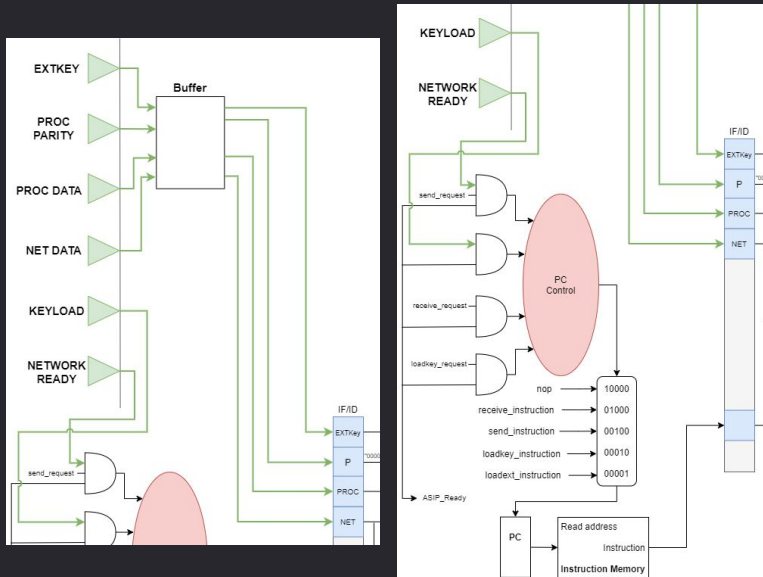 EXTKEY
Buffer
PROC
PARITY
PROC DATA
NET DATA
KEYLOAD
NETWORK
READY
IF/ID
EXTKey
P
"0000
PROC
NET
send_request
KEYLOAD
NETWORK
READY
IF/ID
EXTKey
P
"00
PROC
NET
send_request
PC
Control
receive_request
loadkey_request
nop
10000
receive_instruction
01000
send_instruction
00100
loadkey_instruction
00010
loadext_instruction
00001
ASIP_Ready
PC
Read address
Instruction
Instruction Memory